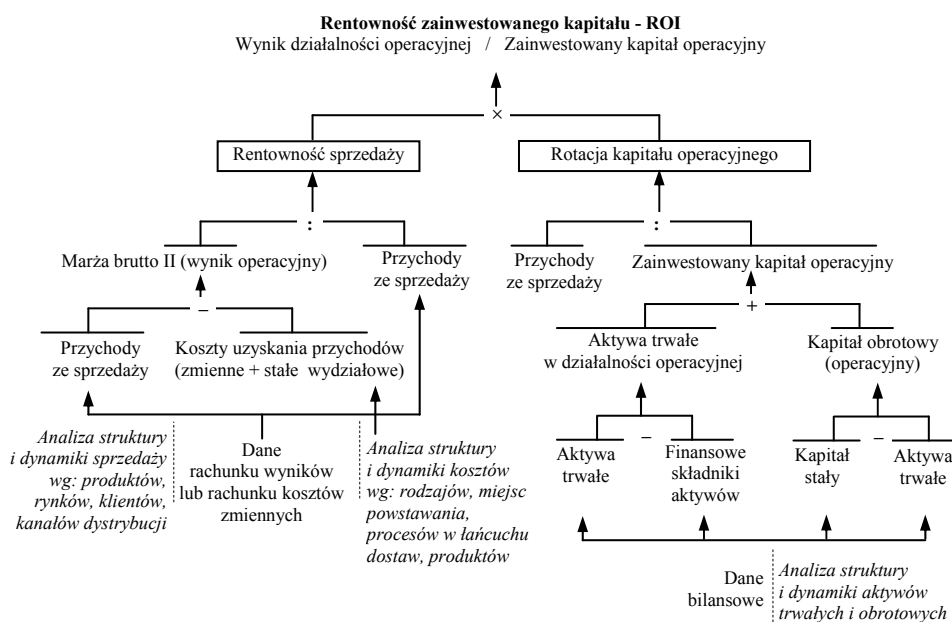 Rentowność zainwestowanego kapitału - ROI
Wynik działalności operacyjnej / Zainwestowany kapitał operacyjny
×
Rentowność sprzedaży
Rotacja kapitału operacyjnego
:
:
Marża brutto II (wynik operacyjny)
Przychody
ze sprzedaży
Przychody
ze sprzedaży
Zainwestowany kapitał operacyjny
–
+
Przychody
ze sprzedaży
Koszty uzyskania przychodów
(zmienne + stałe wydziałowe)
Aktywa trwałe
w działalności operacyjnej
Kapitał obrotowy
(operacyjny)
Analiza struktury
i dynamiki sprzedaży
wg: produktów,
rynków, klientów,
kanałów dystrybucji
Dane
rachunku wyników
lub rachunku kosztów
zmiennych
Analiza struktury
i dynamiki kosztów
wg: rodzajów, miejsc
powstawania,
procesów w łańcuchu
dostaw, produktów
–
–
Aktywa
trwałe
Finansowe
składniki
aktywów
Kapitał
stały
Aktywa
trwałe
Dane
bilansowe
Analiza struktury
i dynamiki aktywów
trwałych i obrotowych